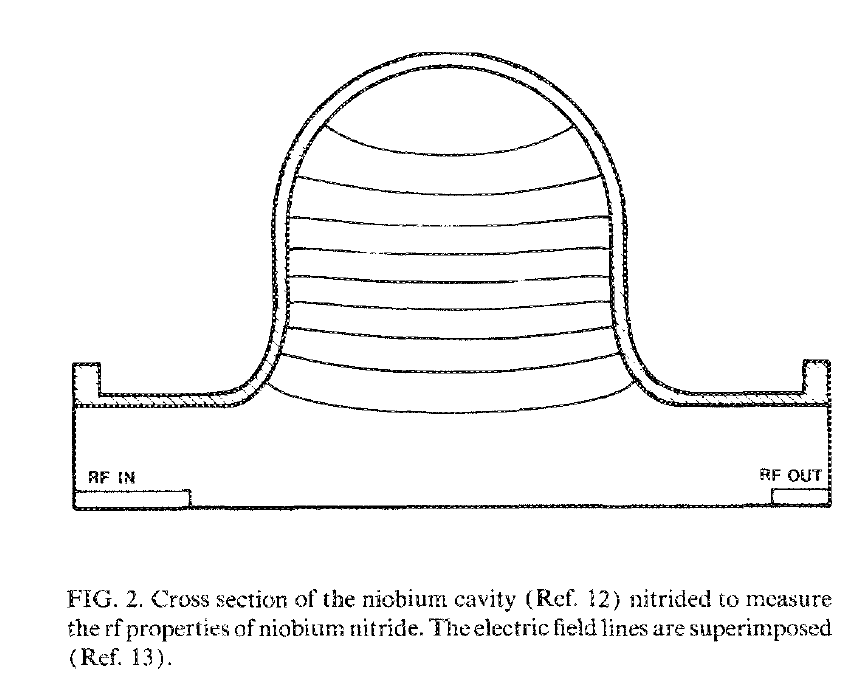 RF IN
RF OUT
FIG. 2. Cross section of the niobium cavity (Ref. 12) nitrided to measure
the rf properties of niobium nitride. The electric field lines are superimposed
(Ref. 13).